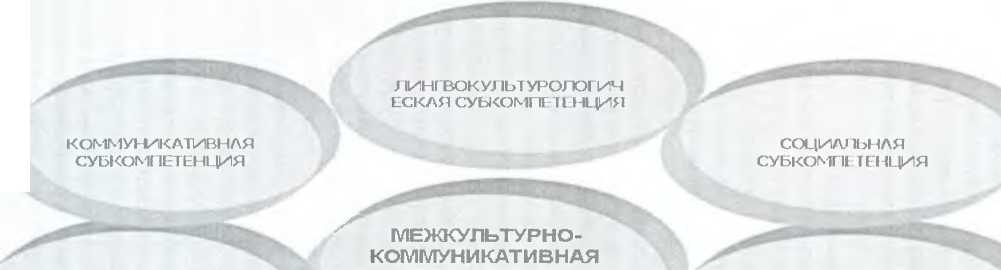 ЛИНГВОКУЛЬТУРОЛОГИЧ
ЕСКАЯ СУБКОМПЕТЕНЦИЯ
КОММУНИКАТИВНАЯ
СУБКОМПЕТЕНЦИЯ
СОЦИАЛЬНАЯ
СУБКОМПЕТЕНЦИЯ
МЕЖКУЛЬТУРНО-
КОММУНИКАТИВНАЯ